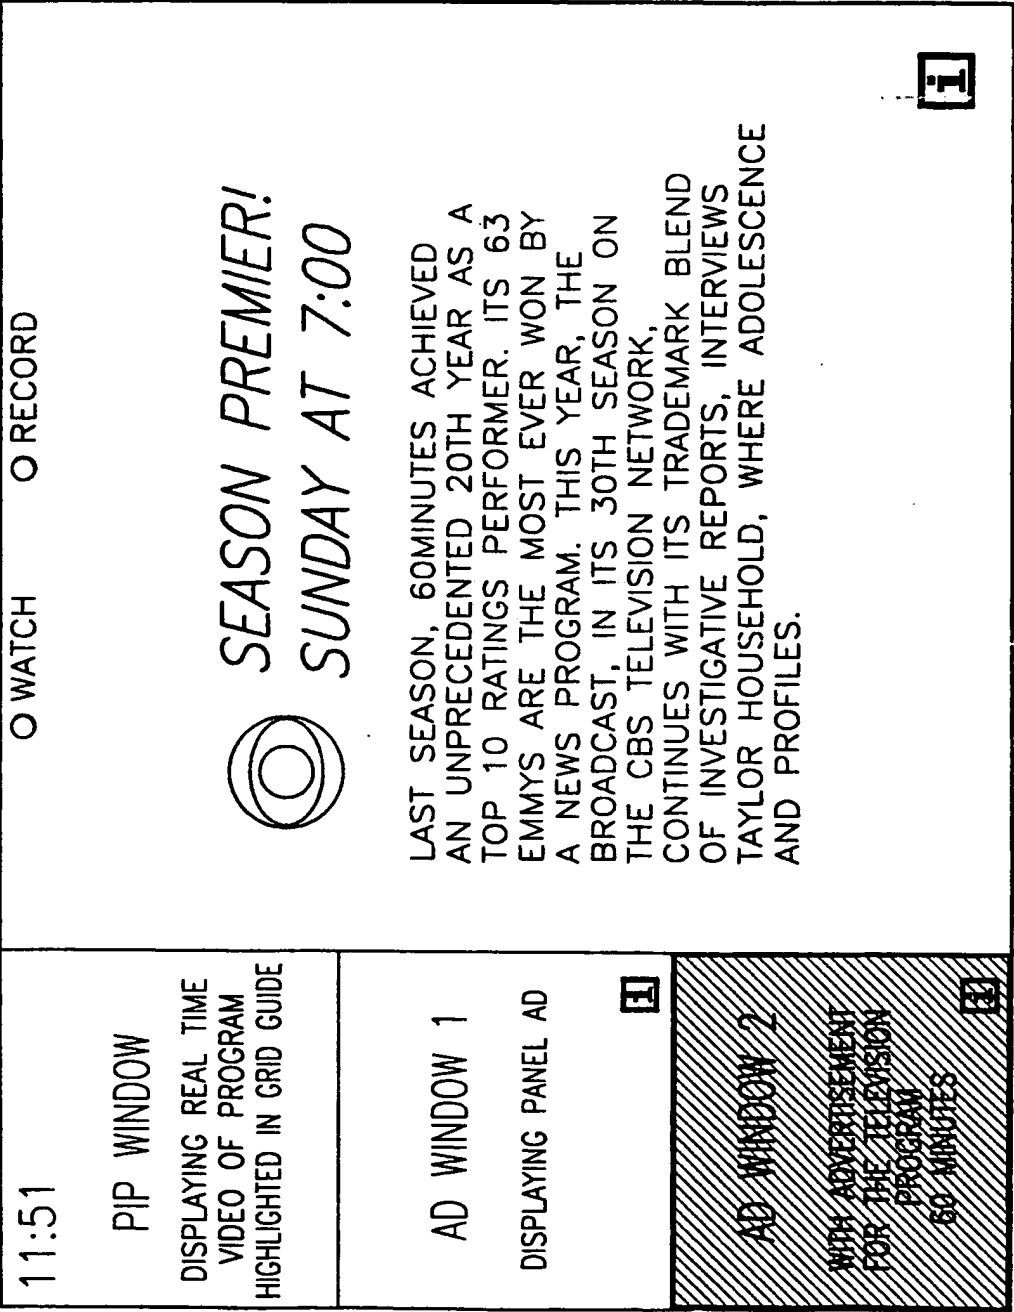 11:51
O WATCH
O RECORD
PIP WINDOW
DISPLAYING REAL TIME
VIDEO OF PROGRAM
HIGHLIGHTED IN GRID GUIDE
AD WINDOW 1
DISPLAYING PANEL AD
i
AD WINDOW 2
WITH ADVERTISEMENT
FOR THE TELEVISION
PROGRAM
60 MINUTES
i
SEASON PREMIER!
SUNDAY AT 7:00
LAST SEASON, 60MINUTES ACHIEVED
AN UNPRECEDENTED 20TH YEAR AS A
TOP 10 RATINGS PERFORMER. ITS 63
EMMYS ARE THE MOST EVER WON BY
A NEWS PROGRAM. THIS YEAR, THE
BROADCAST, IN ITS 30TH SEASON ON
THE CBS TELEVISION NETWORK,
CONTINUES WITH ITS TRADEMARK BLEND
OF INVESTIGATIVE REPORTS, INTERVIEWS
TAYLOR HOUSEHOLD, WHERE ADOLESCENCE
AND PROFILES.
i